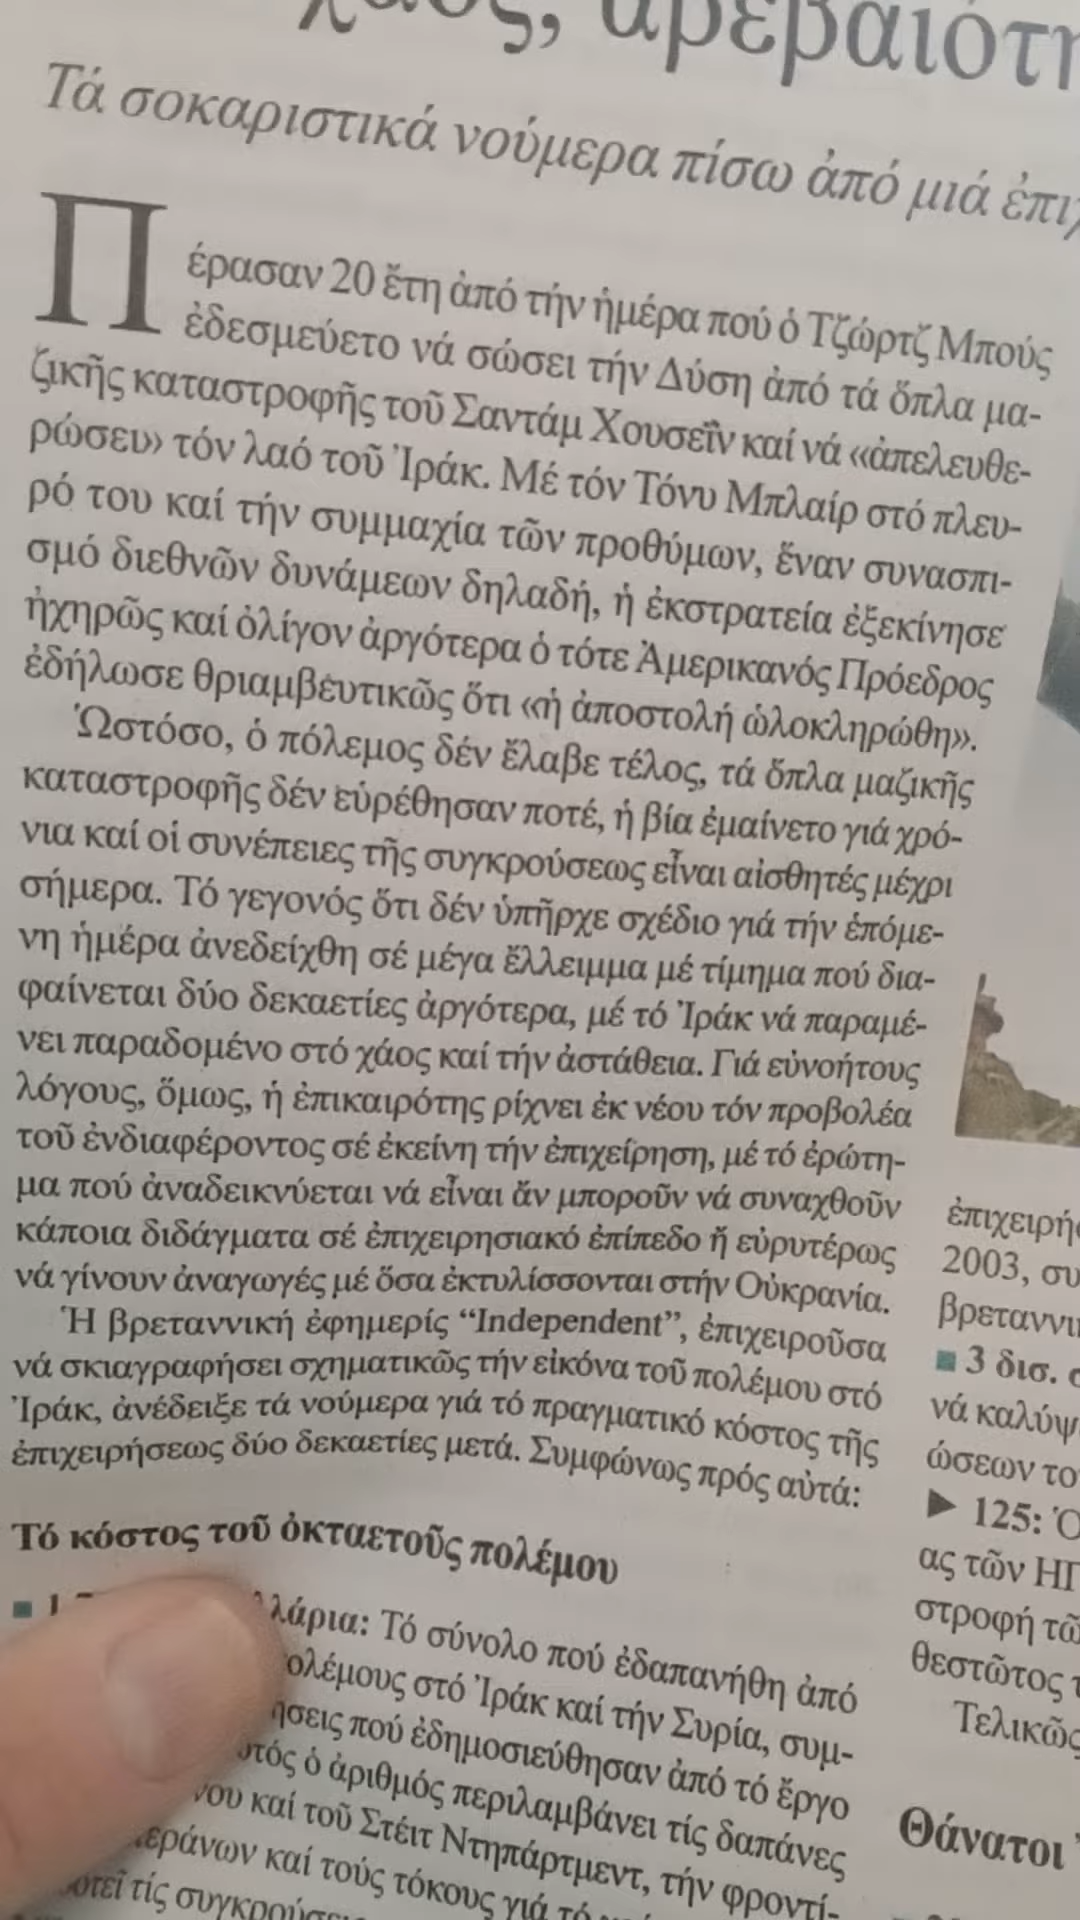 χάος,
Τά σοκαριστικά νούμερα πίσω ἀπό μιά
Πέρασαν 20 ἔτη ἀπό τήν ἡμέρα πού ὁ Τζώρτζ Μπούς
ἐδεσμεύετο νά σώσει τήν Δύση ἀπό τά ὅπλα μα-
ζικῆς καταστροφῆς τοῦ Σαντάμ Χουσεΐν καί νά «ἀπελευθε-
ρώσει» τόν λαό τοῦ Ἰράκ. Μέ τόν Τόνυ Μπλαίρ στό πλευ-
ρό του καί τήν συμμαχία τῶν προθύμων, ἕναν συνασπι-
σμό διεθνῶν δυνάμεων δηλαδή, ἡ ἐκστρατεία ἐξεκίνησε
ἠχηρῶς καί ὀλίγον ἀργότερα ὁ τότε Ἀμερικανός Πρόεδρος
ἐδήλωσε θριαμβευτικῶς ὅτι «ἡ ἀποστολή ὡλοκληρώθη».
Ὡστόσο, ὁ πόλεμος δέν ἔλαβε τέλος, τά ὅπλα μαζικῆς
καταστροφῆς δέν εὑρέθησαν ποτέ, ἡ βία ἐμαίνετο γιά χρό-
νια καί οἱ συνέπειες τῆς συγκρούσεως εἶναι αἰσθητές μέχρι
σήμερα. Τό γεγονός ὅτι δέν ὑπῆρχε σχέδιο γιά τήν ἑπόμε-
νη ἡμέρα ἀνεδείχθη σέ μέγα ἔλλειμμα μέ τίμημα πού δια-
φαίνεται δύο δεκαετίες ἀργότερα, μέ τό Ἰράκ νά παραμέ-
νει παραδομένο στό χάος καί τήν ἀστάθεια. Γιά εὐνοήτους
λόγους, ὅμως, ἡ ἐπικαιρότης ρίχνει ἐκ νέου τόν προβολέα
τοῦ ἐνδιαφέροντος σέ ἐκείνη τήν ἐπιχείρηση, μέ τό ἐρώτη-
μα πού ἀναδεικνύεται νά εἶναι ἄν μποροῦν νά συναχθοῦν
κάποια διδάγματα σέ ἐπιχειρησιακό ἐπίπεδο ἤ εὐρυτέρως
νά γίνουν ἀναγωγές μέ ὅσα ἐκτυλίσσονται στήν Οὐκρανία.
Ἡ βρεταννική ἐφημερίς “Independent”, ἐπιχειροῦσα
νά σκιαγραφήσει σχηματικῶς τήν εἰκόνα τοῦ πολέμου στό
Ἰράκ, ἀνέδειξε τά νούμερα γιά τό πραγματικό κόστος τῆς
ἐπιχειρήσεως δύο δεκαετίες μετά. Συμφώνως πρός αὐτά:
Τό κόστος τοῦ ὀκταετοῦς πολέμου
Τό σύνολο πού ἐδαπανήθη ἀπό
στό Ἰράκ καί τήν Συρία, συμ-
πού ἐδημοσιεύθησαν ἀπό τό ἔργο
ὁ ἀριθμός περιλαμβάνει τίς δαπάνες
καί τοῦ Στέιτ Ντηπάρτμεντ, τήν φροντί-
καί τούς τόκους γιά τό
τίς
2003,
■ 3 δισ.
νά
ώσεων
▶ 125:
ας τῶν
στροφή
θεστῶτος
Τελικῶς
Θάνατοι